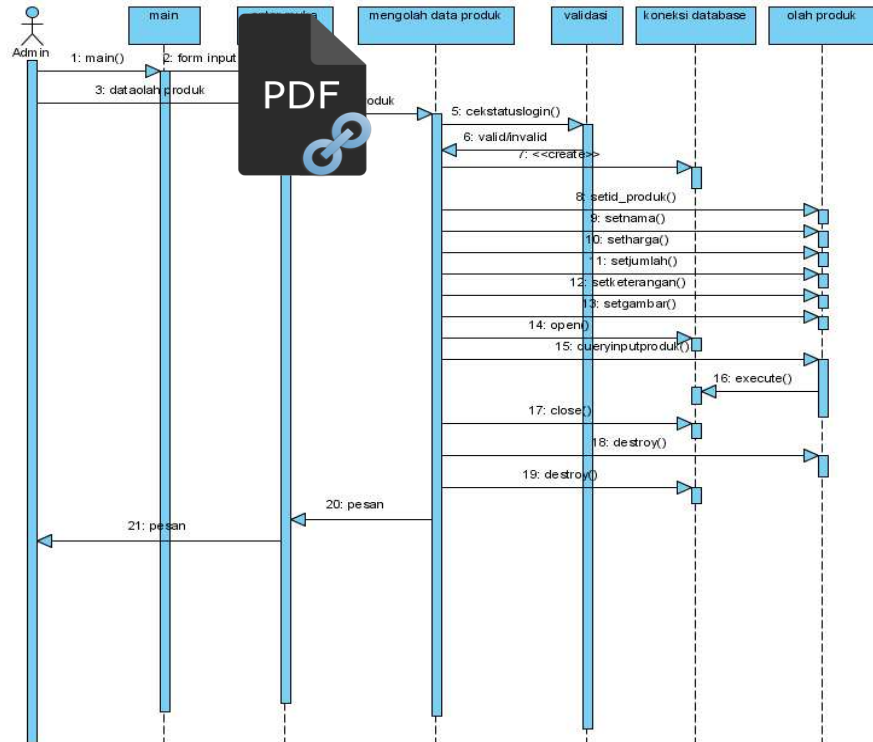 main
mengolah data produk
validasi
koneksi database
olah produk
Admin
1: main()
2: form input
PDF
3: dataolah produk
5: cekstatuslogin()
6: valid/invalid
7: <<create>>
8: setid_produk()
9: setnama()
10: setharga()
11: setjumlah()
12: setketerangan()
13: setgambar()
14: open()
15: queryinputproduk()
16: execute()
17: close()
18: destroy()
19: destroy()
20: pesan
21: pesan